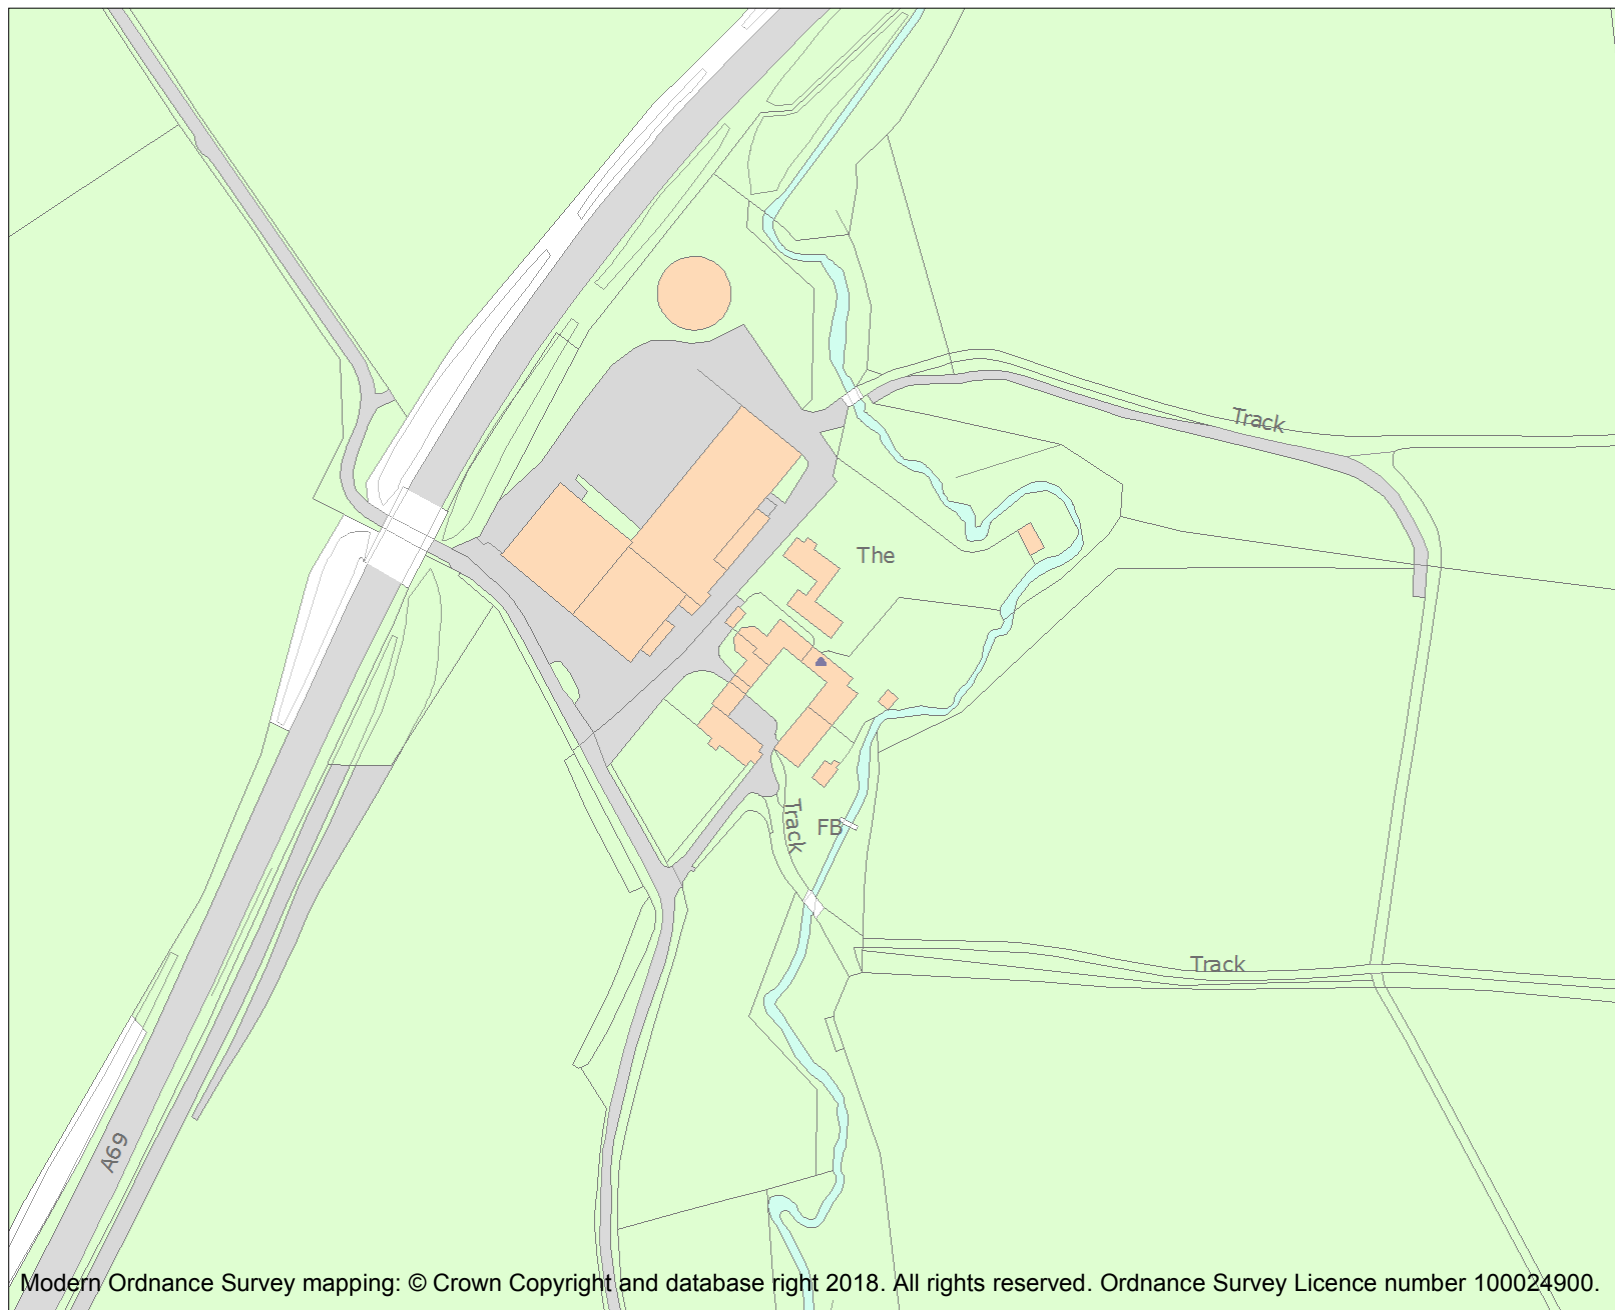 Track
The
Track
FB
Track
A69
Modern Ordnance Survey mapping: © Crown Copyright and database right 2018. All rights reserved. Ordnance Survey Licence number 100024900.